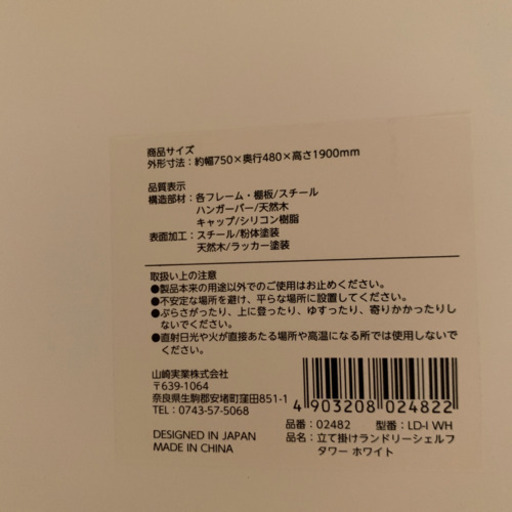 商品サイズ
外形寸法：約幅750×奥行480×高さ1900mm
品質表示
構造部材：各フレーム・棚板/スチール
ハンガーバー/天然木
キャップ/シリコン樹脂
表面加工：スチール/粉体塗装
天然木/ラッカー塗装
取扱い上の注意
●製品本来の用途以外でのご使用はお止めください。
●不安定な場所を避け、平らな場所に設置してください。
●ぶらさがったり、上に登ったり、ゆすったり、寄りかかったりし
ないでください。
●直射日光や火が直接あたる場所や高温になる所では使用しないで
ください。
山崎実業株式会社
〒639-1064
奈良県生駒郡安堵町窪田851-1
TEL：0743-57-5068
DESIGNED IN JAPAN
MADE IN CHINA
4 903208 024822
品番：02482 型番：LD-I WH
品名：立て掛けランドリーシェルフ
タワー ホワイト